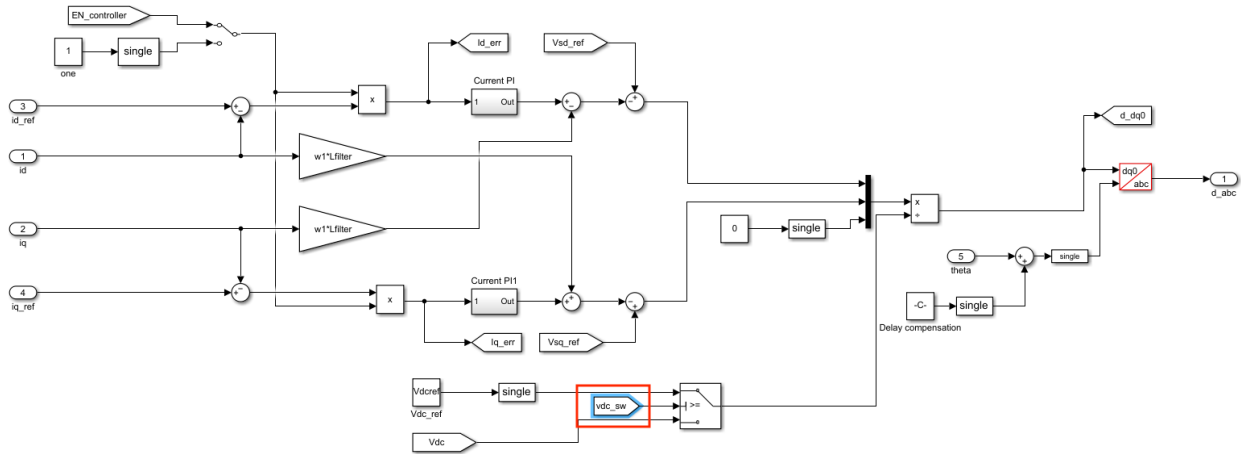 EN_controller
1
one
single
Id_err
Vsd_ref
Current PI
1 Out
x
3
id_ref
1
id
w1*Lfilter
2
iq
w1*Lfilter
4
iq_ref
x
Current PI1
1 Out
Iq_err
Vsq_ref
0
single
x
÷
d_dq0
dq0
abc
1
d_abc
5
theta
single
-C-
single
Delay compensation
Vdcref
Vdc_ref
single
vdc_sw
>=
Vdc